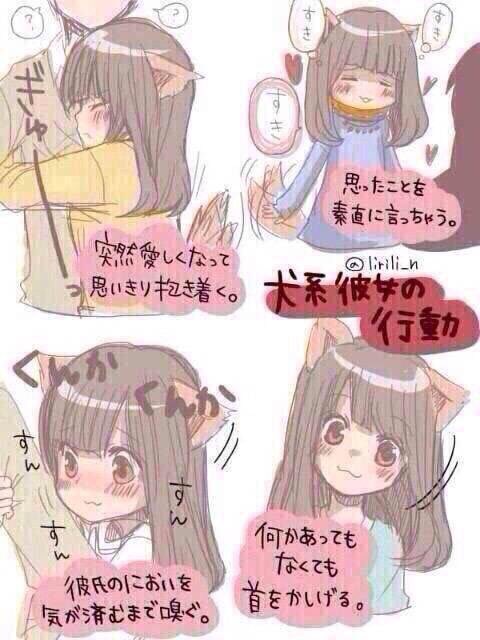 ?
?
ぎゅーっ
突然愛しくなって
思いきり抱き着く。
すき
すき
すき
思ったことを
素直に言っちゃう。
@lirili_n
犬系彼女の
行動
くんか
くんか
すん
すん
すん
彼氏のにおいを
気が済むまで嗅ぐ。
何かあっても
なくても
首をかしげる。